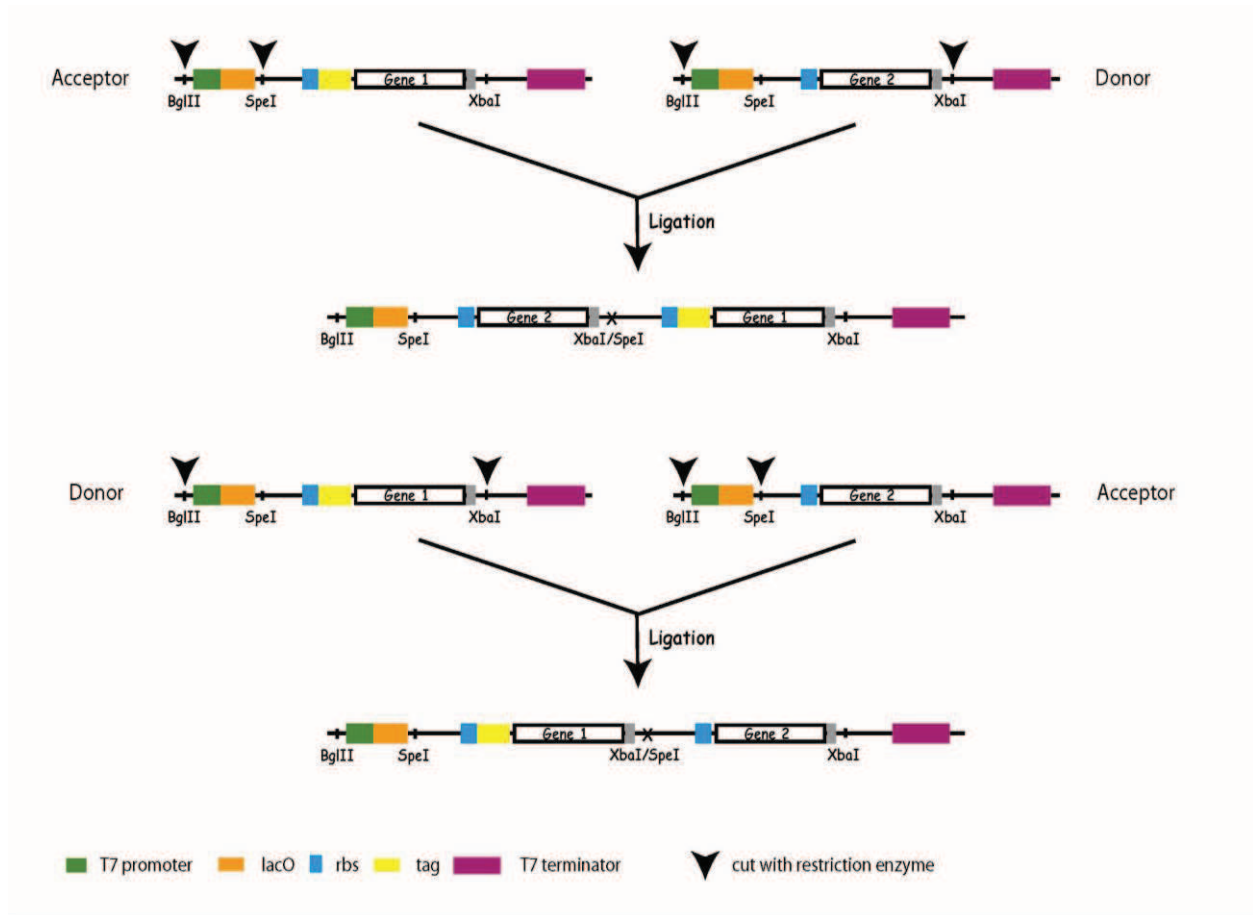 Acceptor
Gene 1
BglII SpeI XbaI
Gene 2
BglII SpeI XbaI
Donor
Ligation
Gene 2 Gene 1
BglII SpeI XbaI/SpeI XbaI
Donor
Gene 1
BglII SpeI XbaI
Gene 2
BglII SpeI XbaI
Acceptor
Ligation
Gene 1 Gene 2
BglII SpeI XbaI/SpeI XbaI
T7 promoter lacO rbs tag T7 terminator cut with restriction enzyme